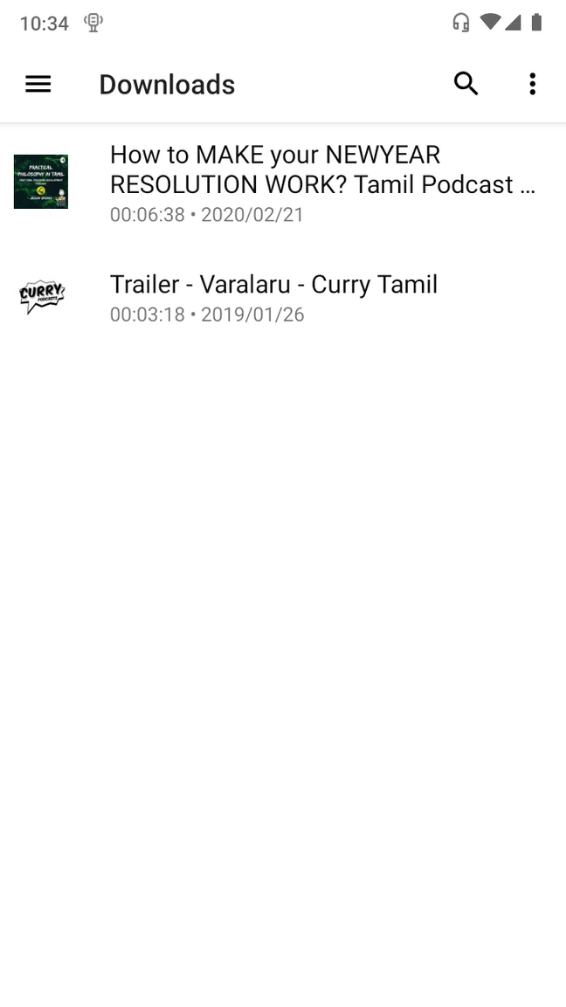 10:34
Downloads
PRACTICAL
PHILOSOPHY IN TAMIL
How to MAKE your NEWYEAR
RESOLUTION WORK? Tamil Podcast ...
00:06:38 • 2020/02/21
CURRY
PODCASTS
Trailer - Varalaru - Curry Tamil
00:03:18 • 2019/01/26